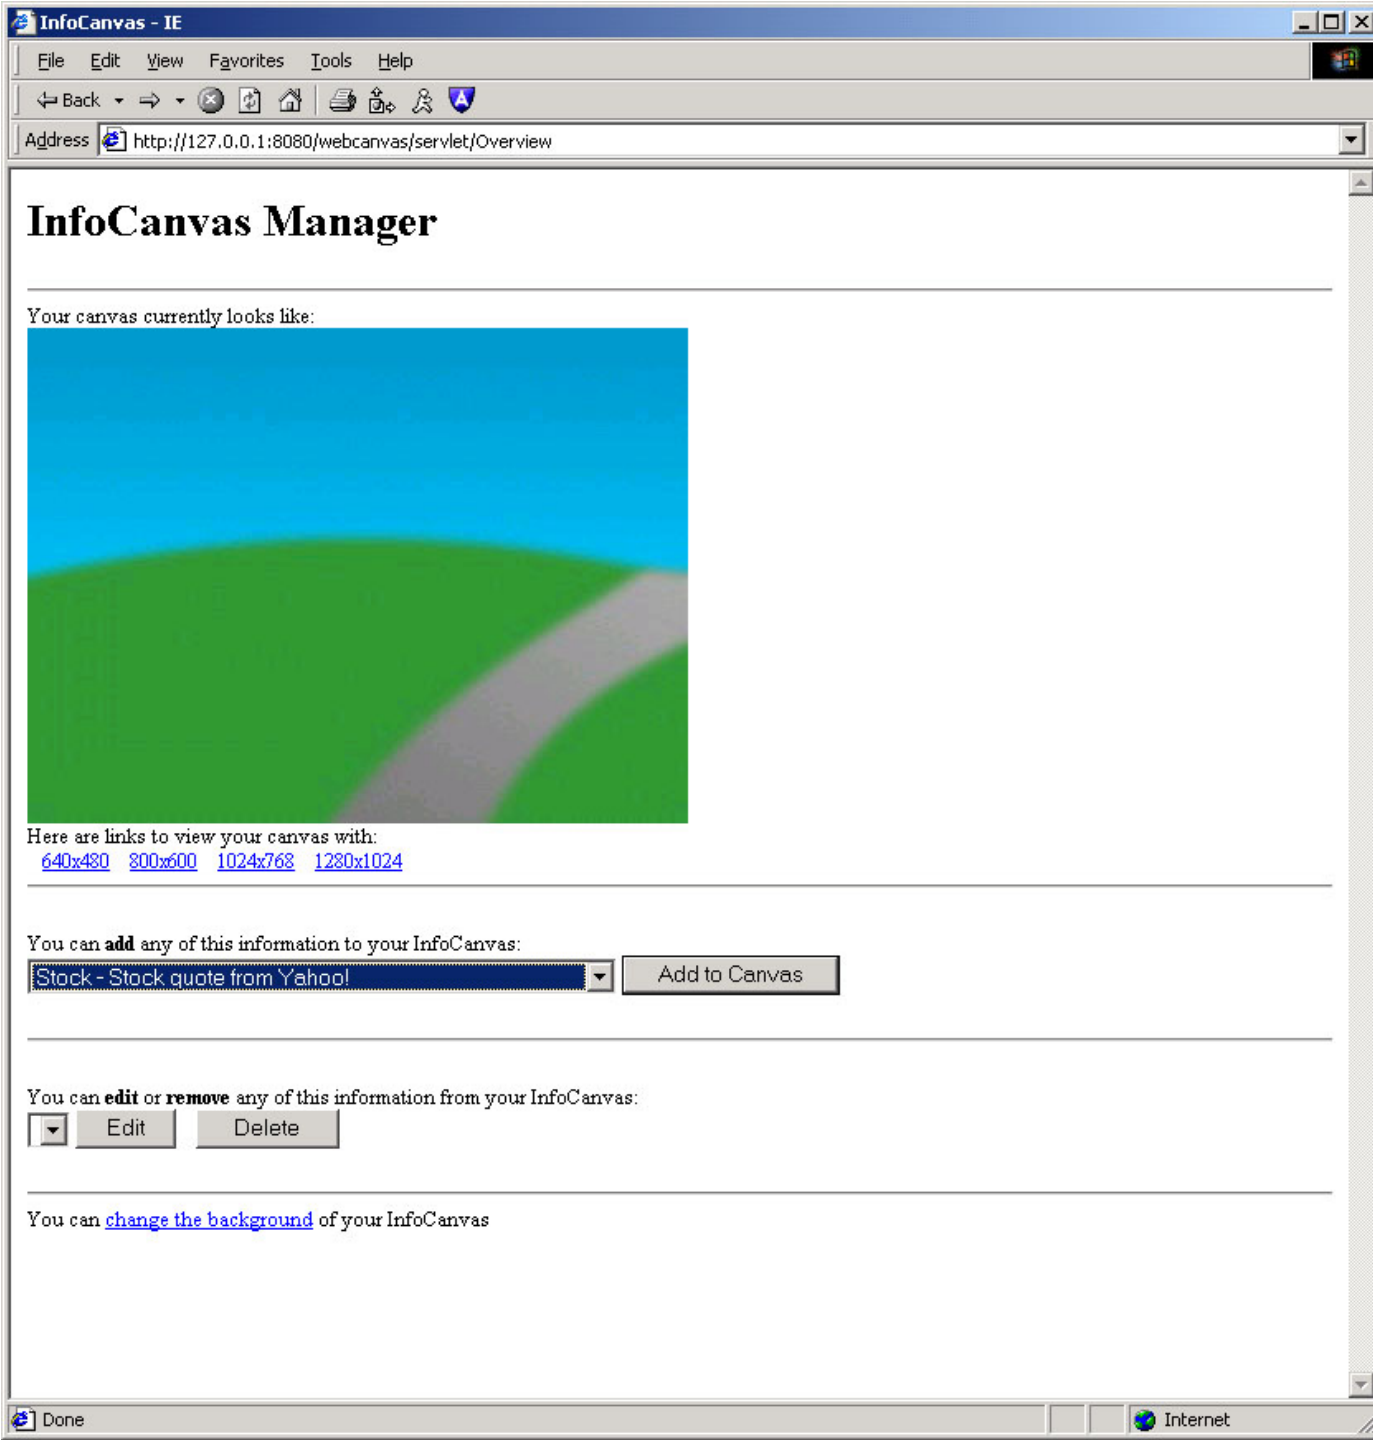 InfoCanvas - IE
File Edit View Favorites Tools Help
Back
Address http://127.0.0.1:8080/webcanvas/servlet/Overview
InfoCanvas Manager
Your canvas currently looks like:
Here are links to view your canvas with:
640x480 800x600 1024x768 1280x1024
You can add any of this information to your InfoCanvas:
Stock - Stock quote from Yahoo! Add to Canvas
You can edit or remove any of this information from your InfoCanvas:
Edit Delete
You can change the background of your InfoCanvas
Done Internet